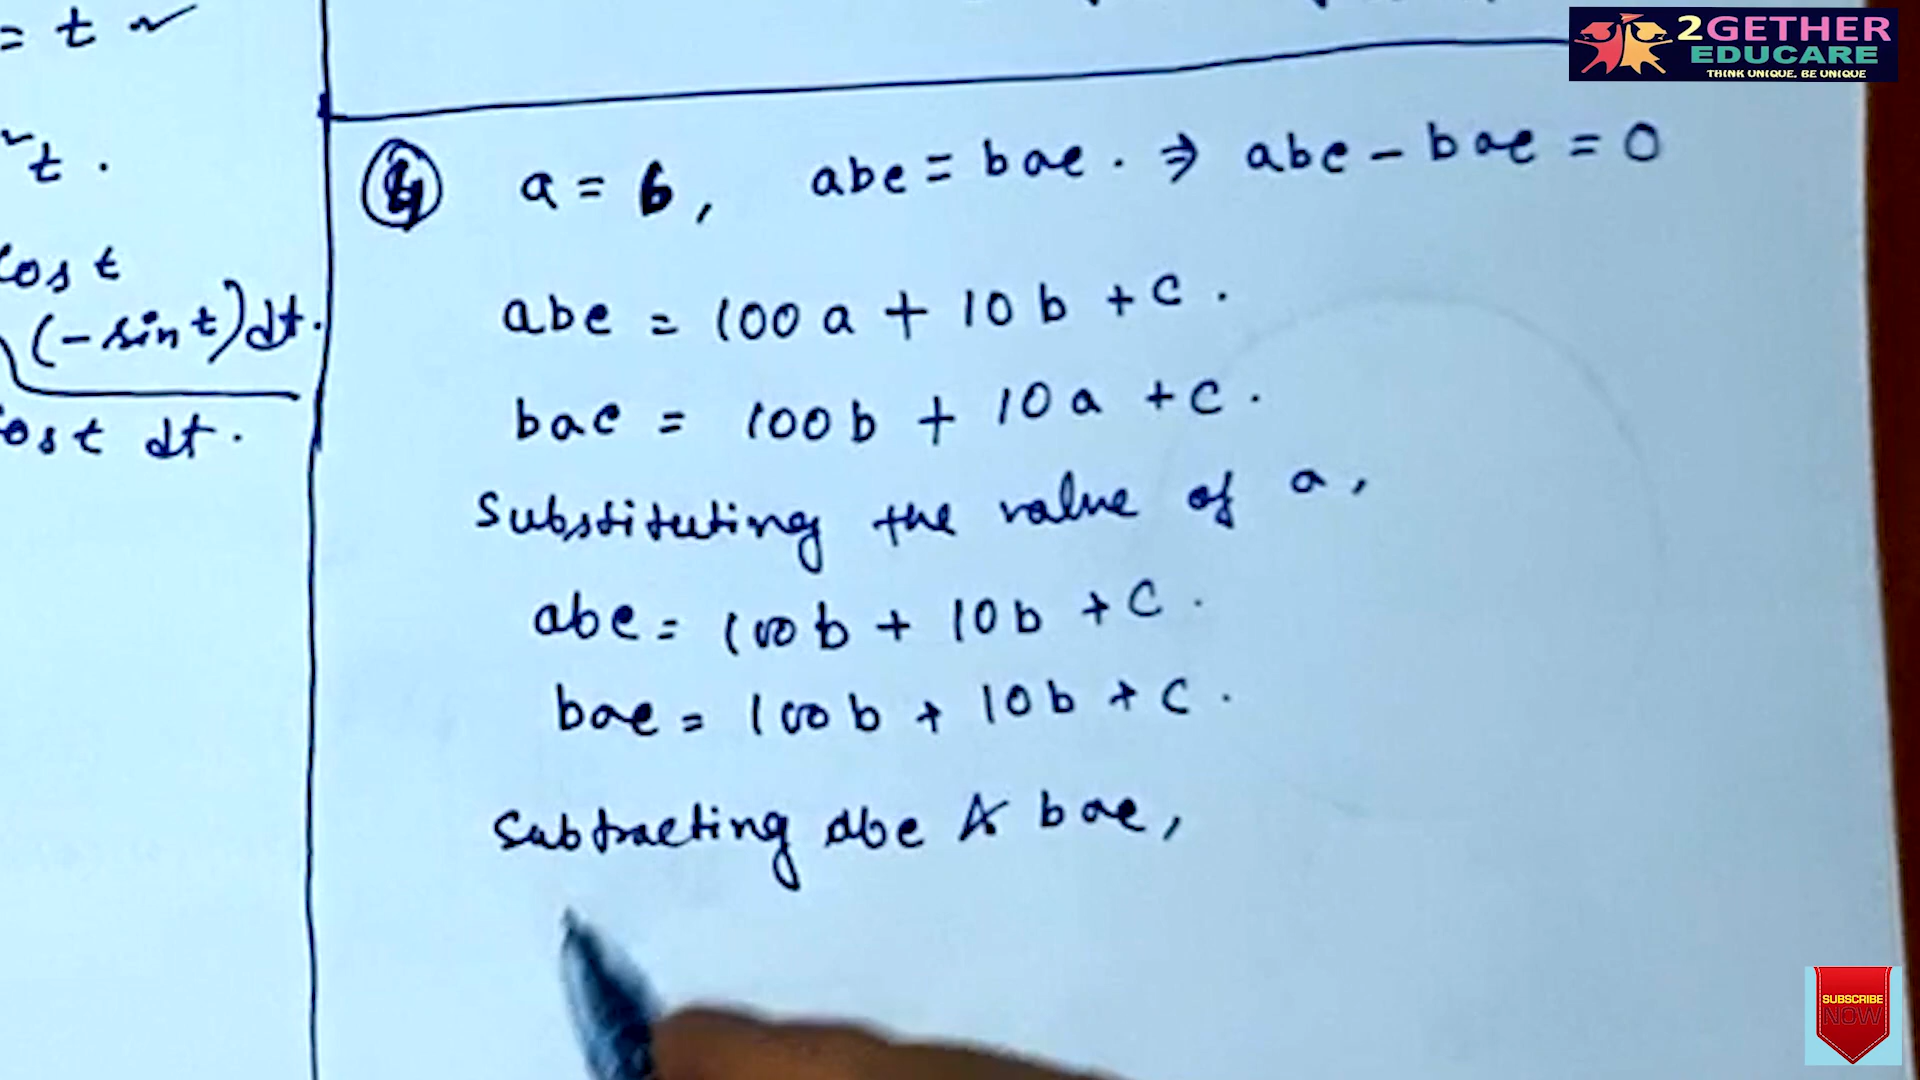 = t ~
~t .
cos t
(-sin t) dt.
cos t dt.
2GETHER
EDUCARE
THINK UNIQUE. BE UNIQUE
④ a = b, abc = bac . ⇒ abc - bac = 0
abc = 100 a + 10 b + c .
bac = 100 b + 10 a + c .
Substituting the value of a,
abc = 100 b + 10 b + c .
bac = 100 b + 10 b + c .
Subtracting abc & bac,
SUBSCRIBE
NOW